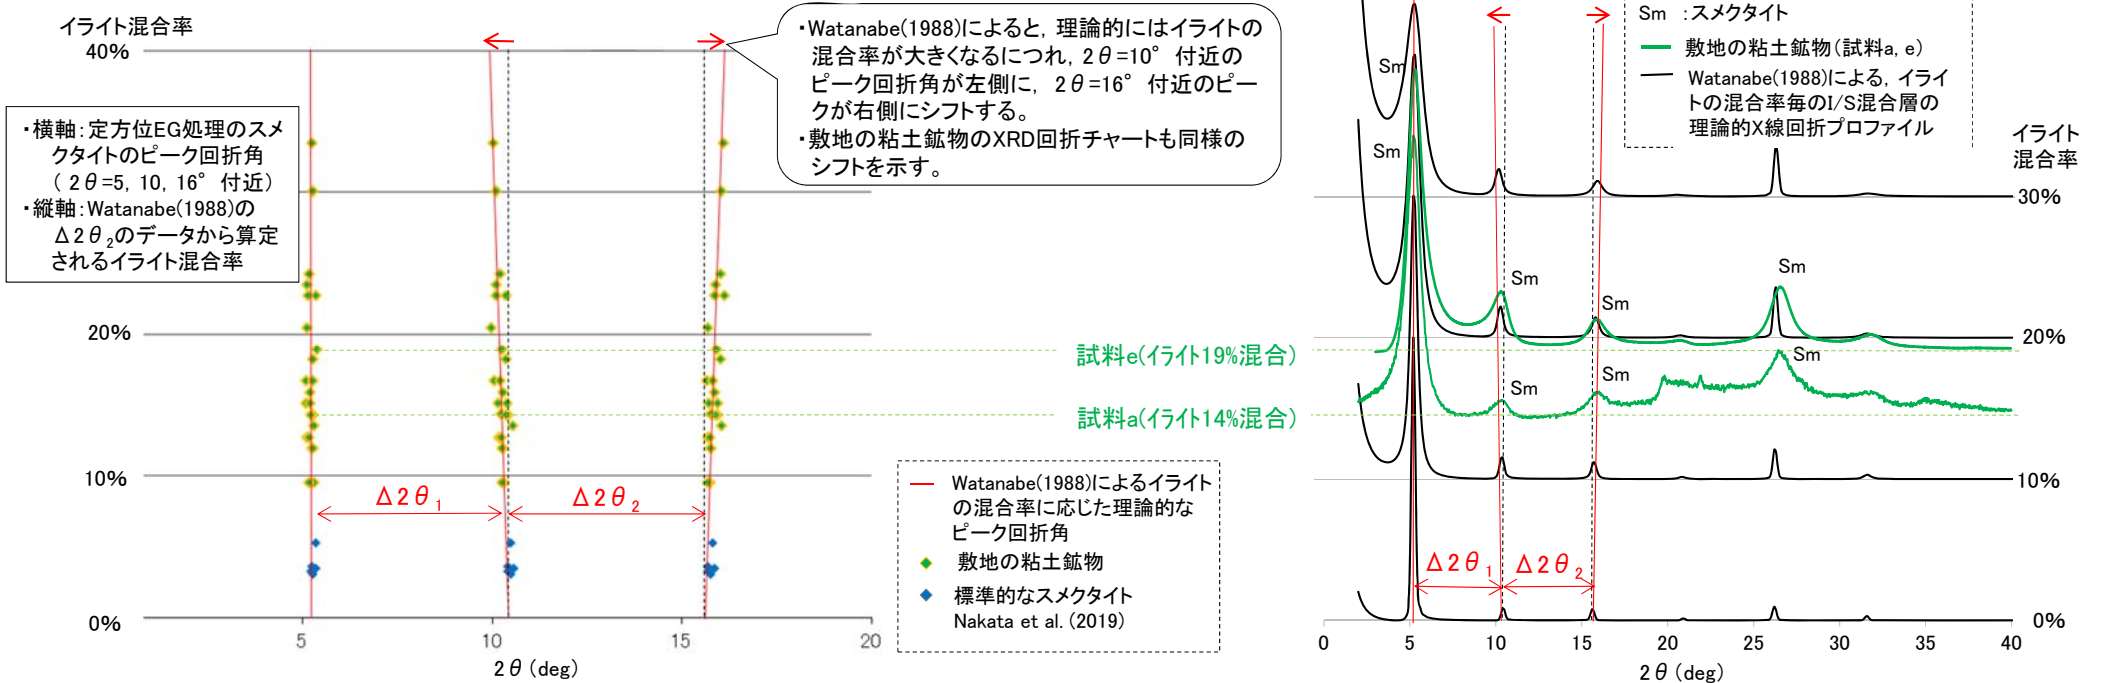 イライト混合率
40%
20%
10%
0%
・横軸：定方位EG処理のスメ
クタイトのピーク回折角
（ 2θ=5, 10, 16° 付近）
・縦軸：Watanabe(1988)の
Δ2θ₂のデータから算定
されるイライト混合率
・Watanabe(1988)によると, 理論的にはイライトの
混合率が大きくなるにつれ, 2θ=10° 付近の
ピーク回折角が左側に, 2θ=16° 付近のピー
クが右側にシフトする。
・敷地の粘土鉱物のXRD回折チャートも同様の
シフトを示す。
Δ2θ₁
Δ2θ₂
5
10
15
20
2θ (deg)
試料e(イライト19%混合)
試料a(イライト14%混合)
Watanabe(1988)によるイライト
の混合率に応じた理論的な
ピーク回折角
敷地の粘土鉱物
標準的なスメクタイト
Nakata et al. (2019)
Sm ：スメクタイト
敷地の粘土鉱物(試料a, e)
Watanabe(1988)による, イライ
トの混合率毎のI/S混合層の
理論的X線回折プロファイル
イライト
混合率
30%
20%
10%
0%
Sm
Sm
Sm
Sm
Sm
Sm
Sm
Sm
Δ2θ₁
Δ2θ₂
0
5
10
15
20
25
30
35
40
2θ (deg)